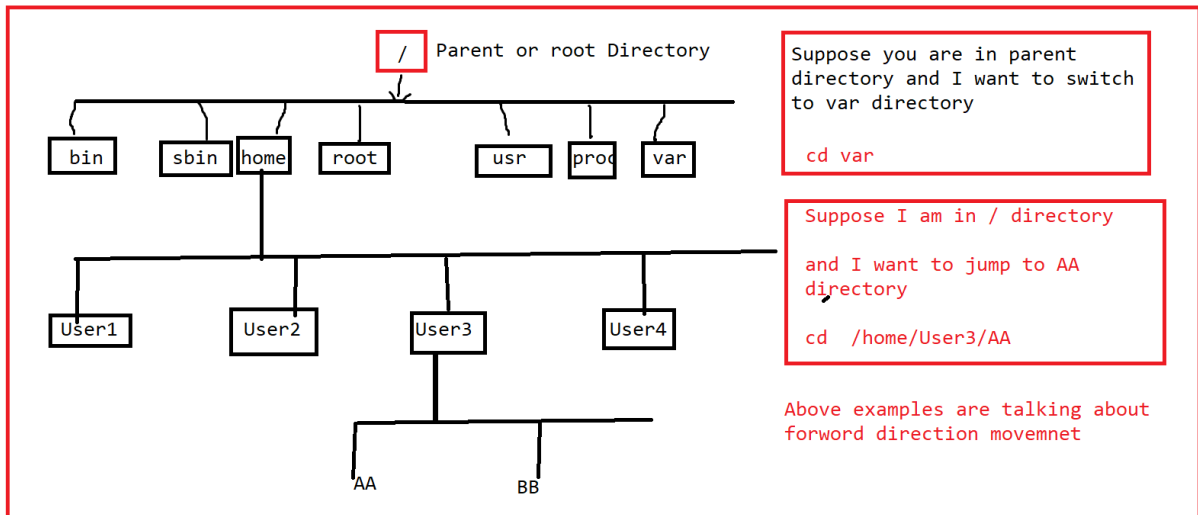 / Parent or root Directory
bin sbin home root usr proc var
User1 User2 User3 User4
AA BB
Suppose you are in parent
directory and I want to switch
to var directory
cd var
Suppose I am in / directory
and I want to jump to AA
directory
cd /home/User3/AA
Above examples are talking about
forword direction movemnet